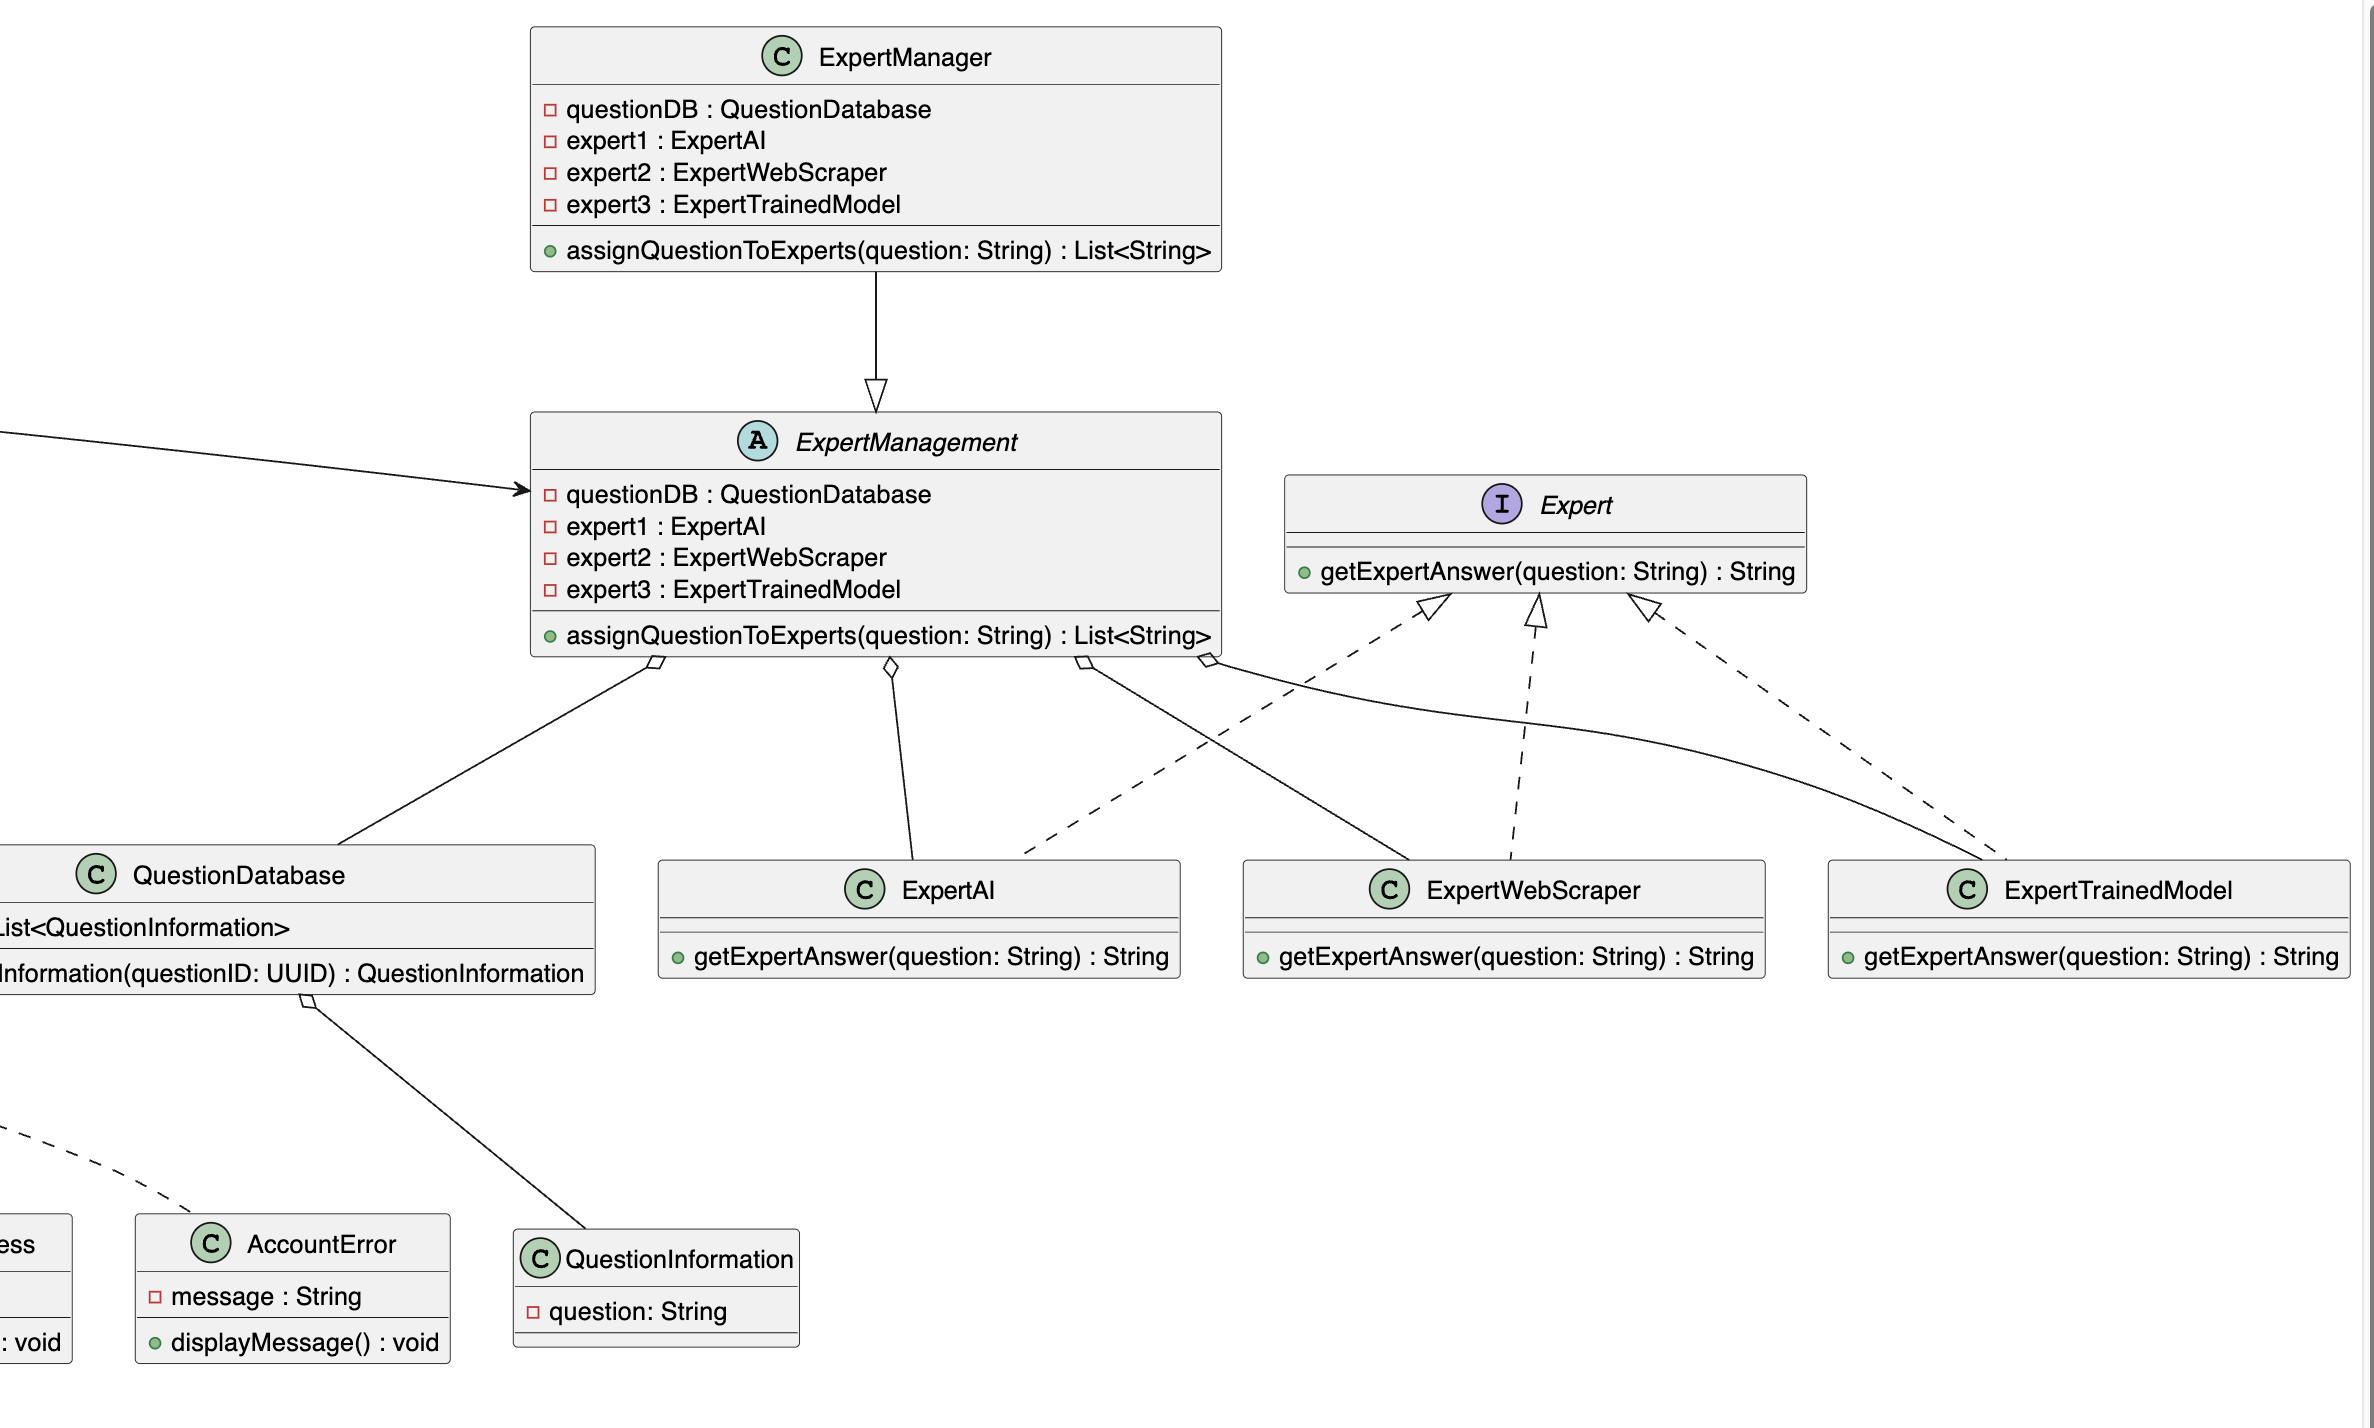 C ExpertManager
questionDB : QuestionDatabase
expert1 : ExpertAI
expert2 : ExpertWebScraper
expert3 : ExpertTrainedModel
assignQuestionToExperts(question: String) : List<String>
A ExpertManagement
questionDB : QuestionDatabase
expert1 : ExpertAI
expert2 : ExpertWebScraper
expert3 : ExpertTrainedModel
assignQuestionToExperts(question: String) : List<String>
I Expert
getExpertAnswer(question: String) : String
C QuestionDatabase
List<QuestionInformation>
Information(questionID: UUID) : QuestionInformation
C ExpertAI
getExpertAnswer(question: String) : String
C ExpertWebScraper
getExpertAnswer(question: String) : String
C ExpertTrainedModel
getExpertAnswer(question: String) : String
ess
: void
C AccountError
message : String
displayMessage() : void
C QuestionInformation
question: String